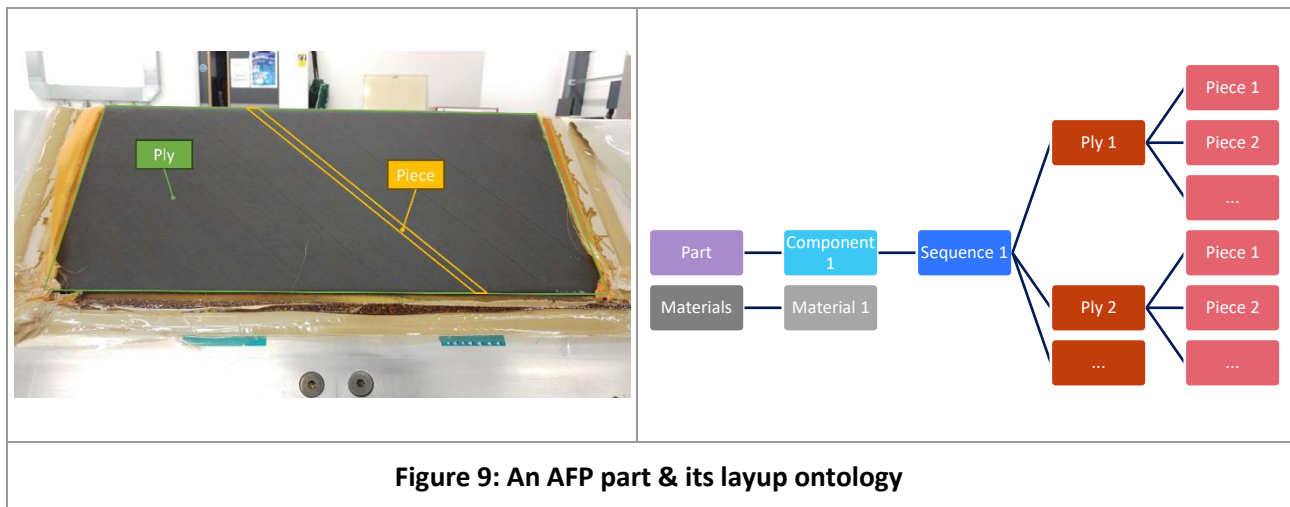 Ply
Piece
Piece 1
Ply 1
Piece 2
...
Part
Component
1
Sequence 1
Piece 1
Materials
Material 1
Ply 2
Piece 2
...
...
Figure 9: An AFP part & its layup ontology